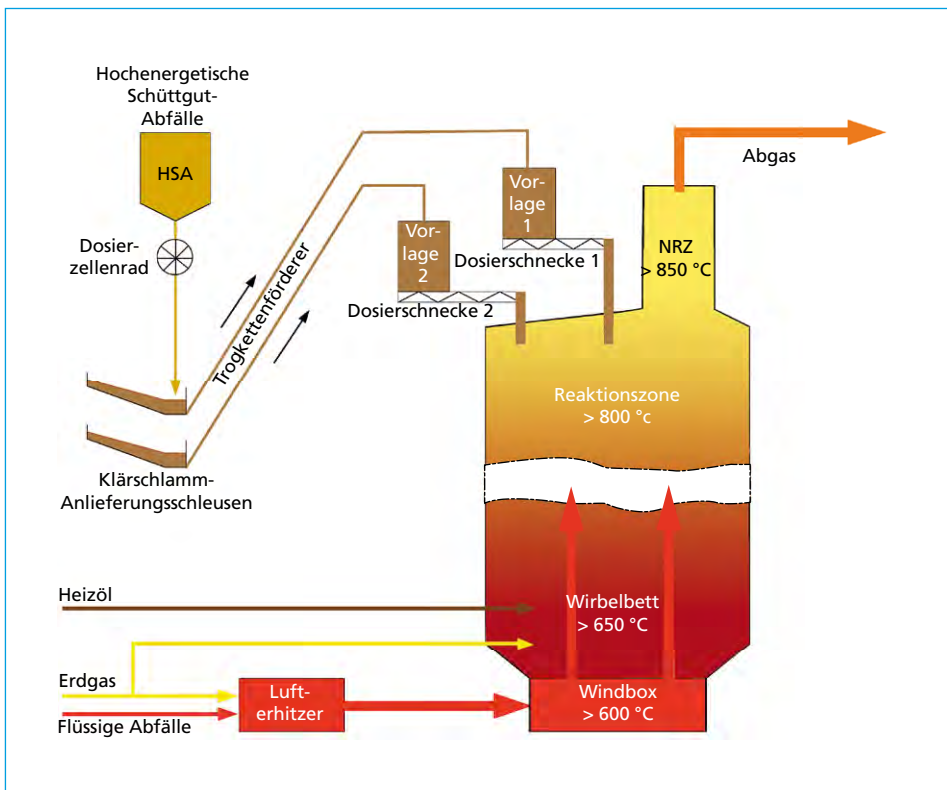 Hochenergetische
Schüttgut-
Abfälle
HSA
Dosier-
zellenrad
Trogkettenförderer
Klärschlamm-
Anlieferungsschleusen
Vor-
lage
1
Dosierschnecke 1
Vor-
lage
2
Dosierschnecke 2
Abgas
NRZ
> 850 °C
Reaktionszone
> 800 °c
Wirbelbett
> 650 °C
Windbox
> 600 °C
Heizöl
Erdgas
Flüssige Abfälle
Luft-
erhitzer